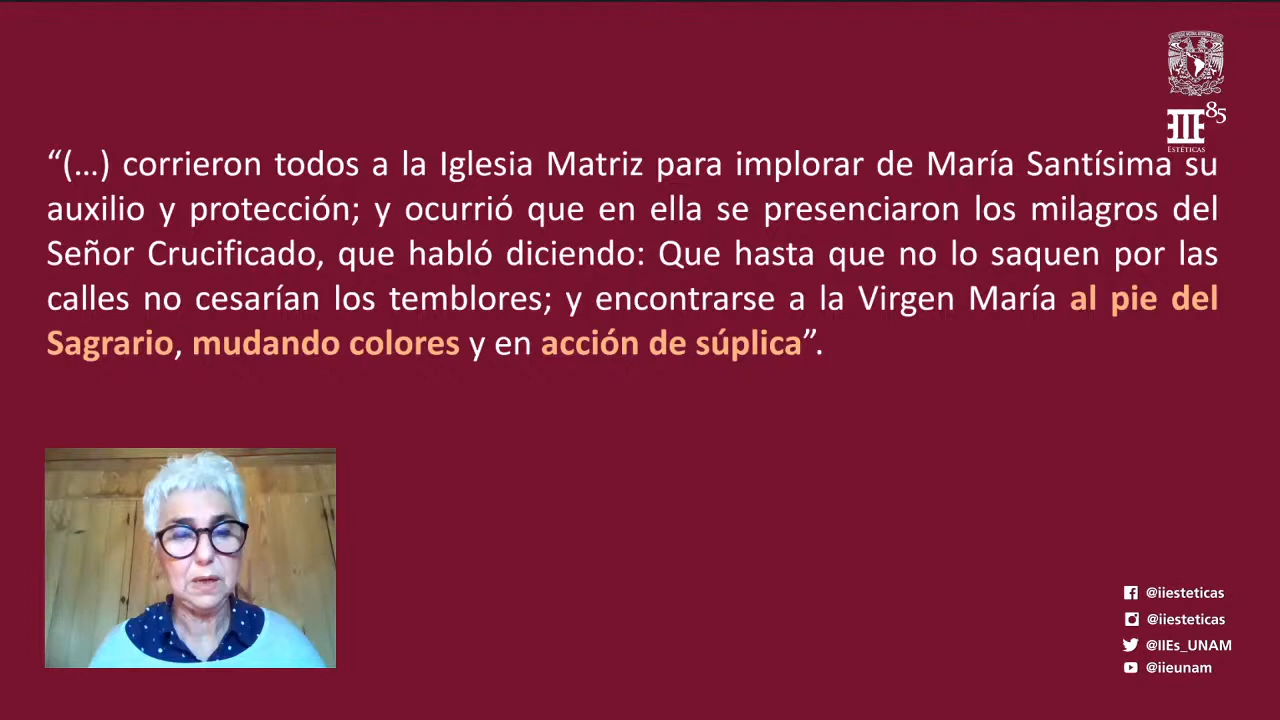 85
ESTÉTICAS
“(…) corrieron todos a la Iglesia Matriz para implorar de María Santísima su
auxilio y protección; y ocurrió que en ella se presenciaron los milagros del
Señor Crucificado, que habló diciendo: Que hasta que no lo saquen por las
calles no cesarían los temblores; y encontrarse a la Virgen María al pie del
Sagrario, mudando colores y en acción de súplica”.
@iiesteticas
@iiesteticas
@IIEs_UNAM
@iieunam